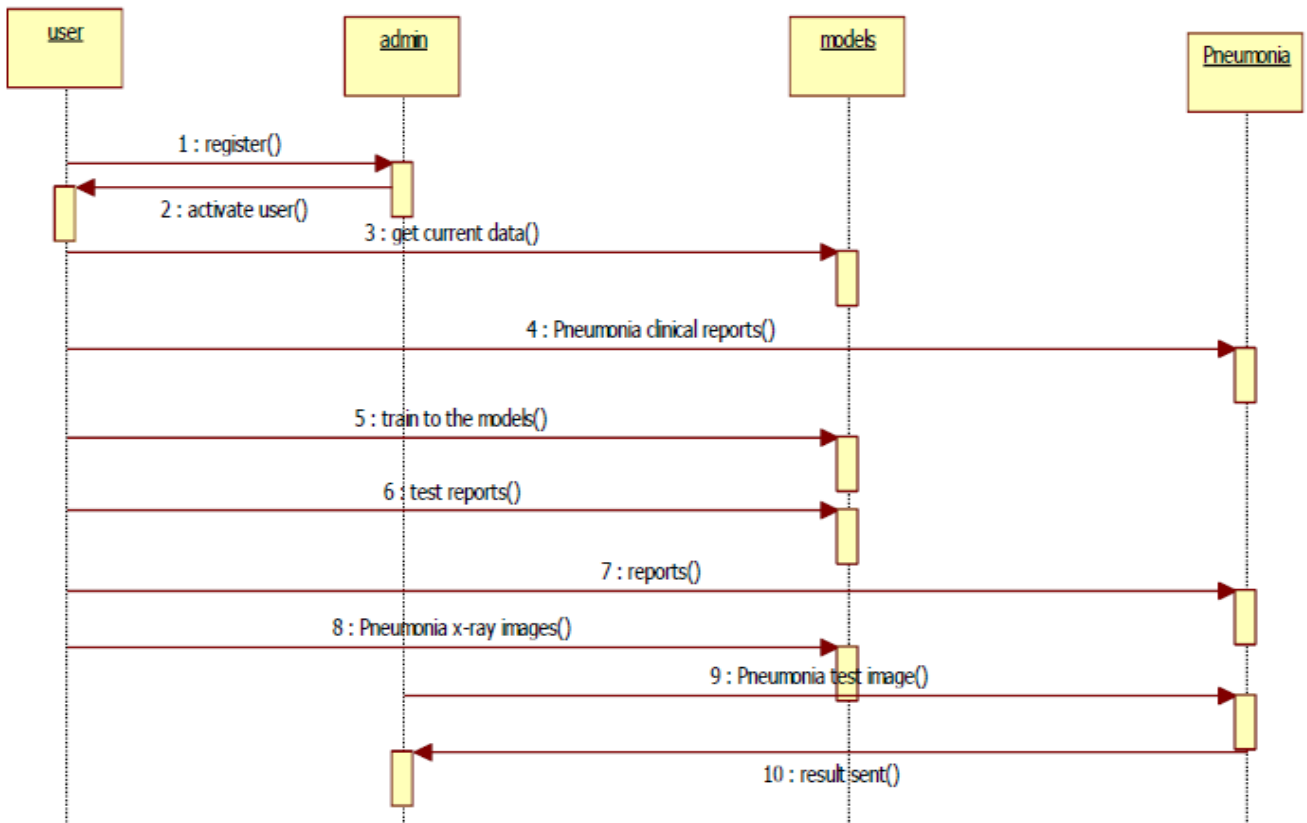 user
admin
models
Pneumonia
1 : register()
2 : activate user()
3 : get current data()
4 : Pneumonia clinical reports()
5 : train to the models()
6 : test reports()
7 : reports()
8 : Pneumonia x-ray images()
9 : Pneumonia test image()
10 : result sent()